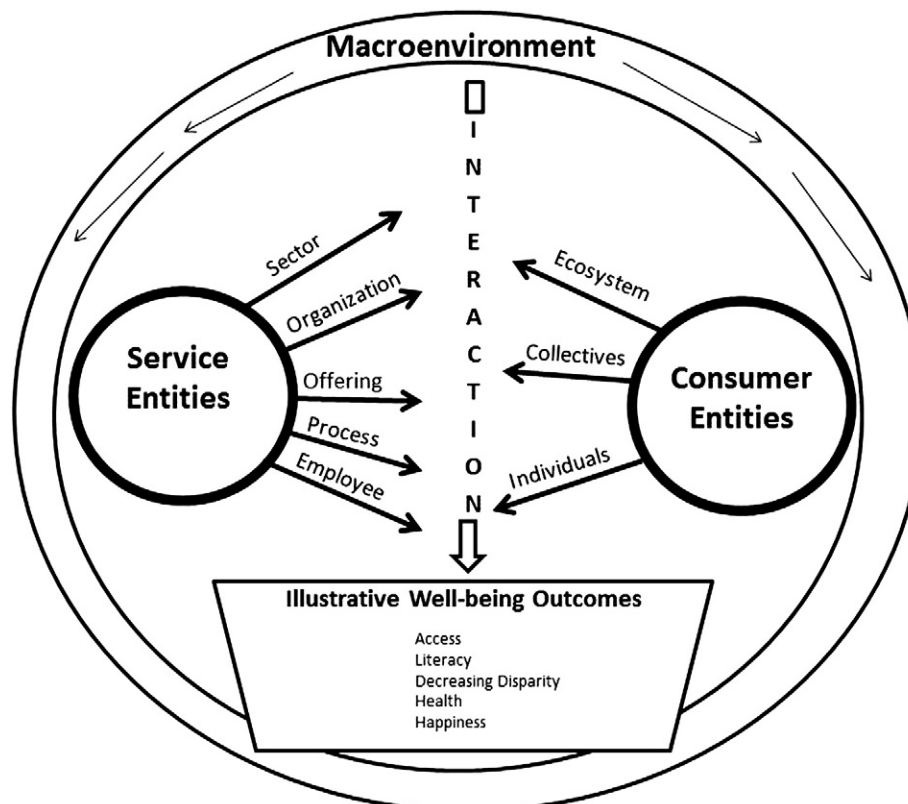 Macroenvironment
INTERACTION
Sector
Organization
Offering
Process
Employee
Service
Entities
Ecosystem
Collectives
Individuals
Consumer
Entities
Illustrative Well-being Outcomes
Access
Literacy
Decreasing Disparity
Health
Happiness